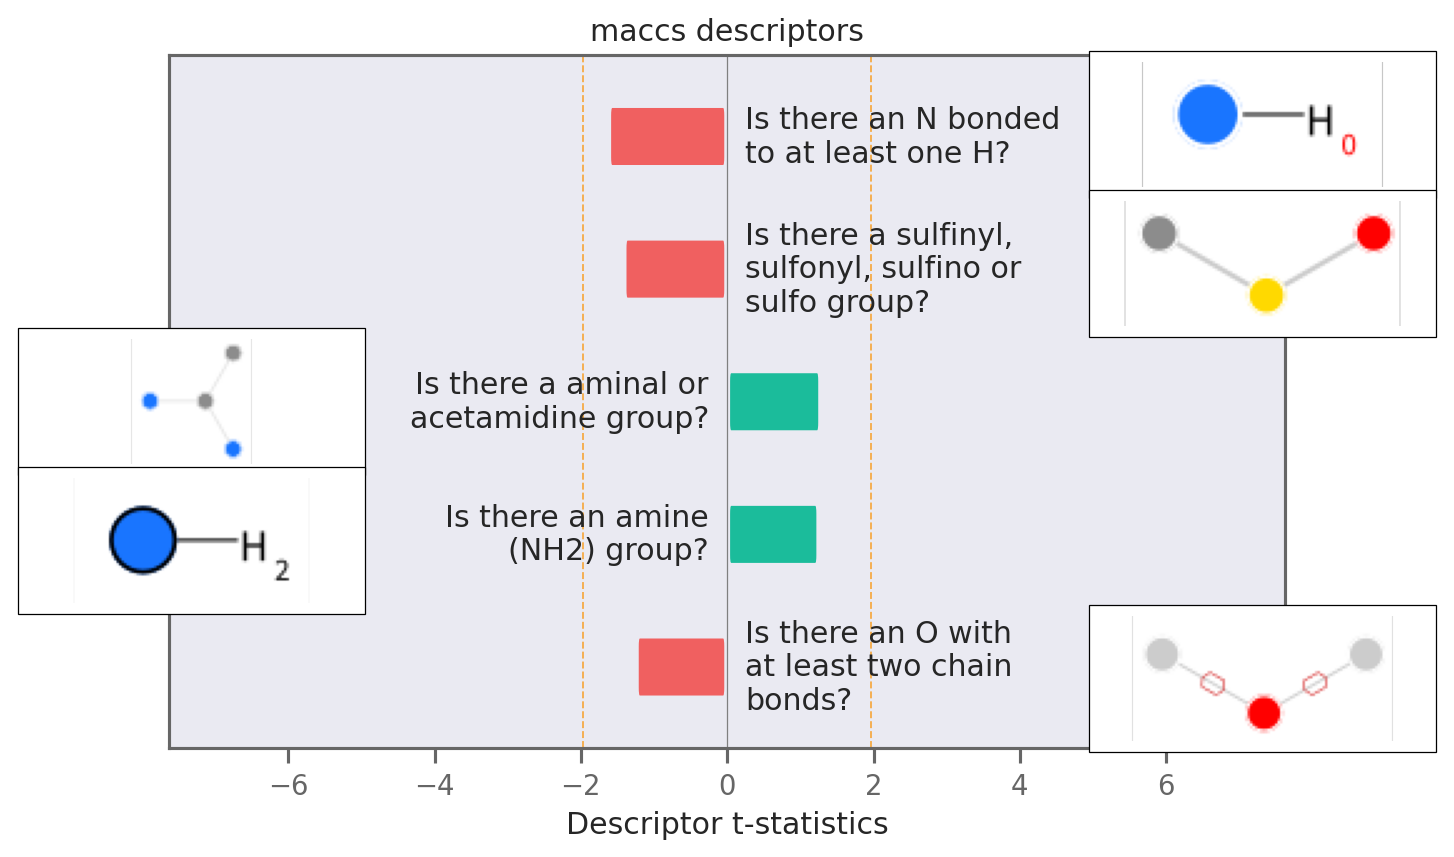 maccs descriptors
Is there an N bonded
to at least one H?
H
0
Is there a sulfinyl,
sulfonyl, sulfino or
sulfo group?
Is there a aminal or
acetamidine group?
Is there an amine
(NH2) group?
H
2
Is there an O with
at least two chain
bonds?
−6 −4 −2 0 2 4 6
Descriptor t-statistics